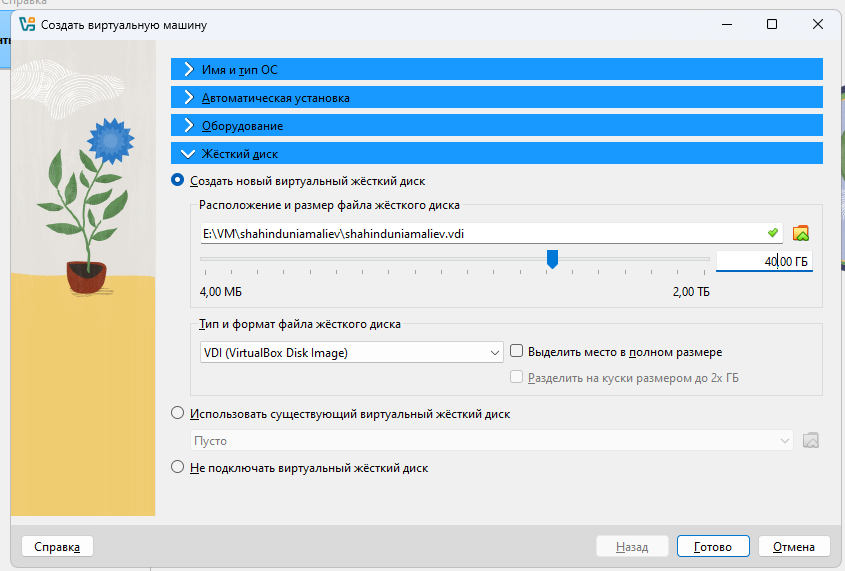 Справка
Создать виртуальную машину
Имя и тип ОС
Автоматическая установка
Оборудование
Жёсткий диск
Создать новый виртуальный жёсткий диск
Расположение и размер файла жёсткого диска
E:\VM\shahinduniamaliev\shahinduniamaliev.vdi
40,00 ГБ
4,00 МБ 2,00 ТБ
Тип и формат файла жёсткого диска
VDI (VirtualBox Disk Image) Выделить место в полном размере
Разделить на куски размером до 2х ГБ
Использовать существующий виртуальный жёсткий диск
Пусто
Не подключать виртуальный жёсткий диск
Справка Назад Готово Отмена